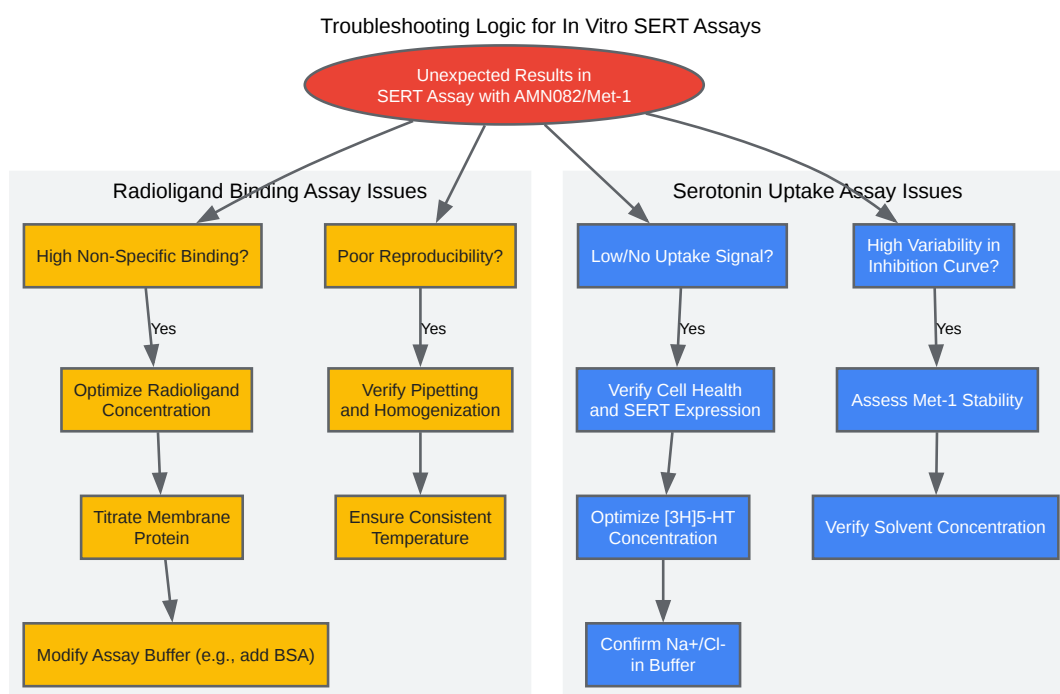 Troubleshooting Logic for In Vitro SERT Assays
Unexpected Results in
SERT Assay with AMN082/Met-1
Radioligand Binding Assay Issues
High Non-Specific Binding?
Poor Reproducibility?
Yes
Yes
Optimize Radioligand
Concentration
Verify Pipetting
and Homogenization
Titrate Membrane
Protein
Ensure Consistent
Temperature
Modify Assay Buffer (e.g., add BSA)
Serotonin Uptake Assay Issues
Low/No Uptake Signal?
High Variability in
Inhibition Curve?
Yes
Yes
Verify Cell Health
and SERT Expression
Assess Met-1 Stability
Optimize [3H]5-HT
Concentration
Verify Solvent Concentration
Confirm Na+/Cl-
in Buffer